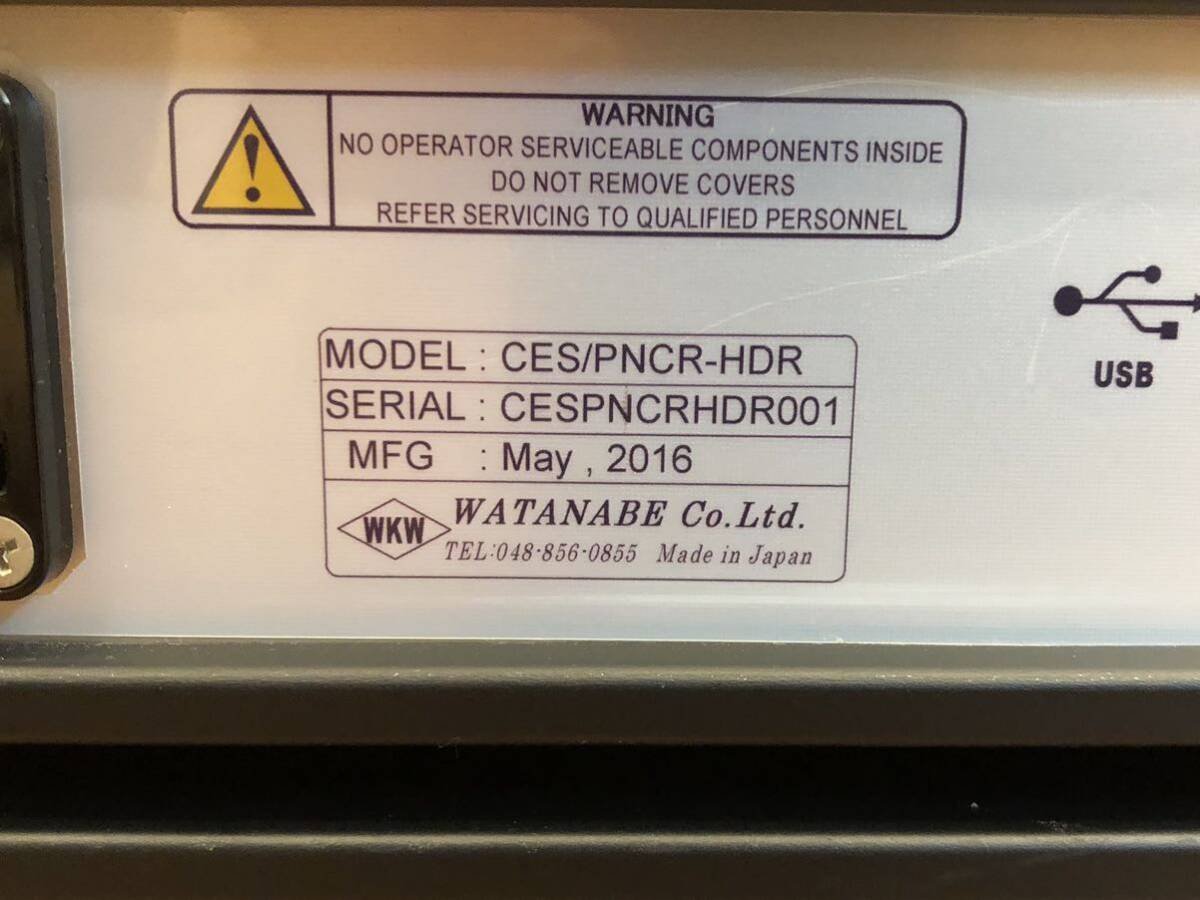 WARNING
NO OPERATOR SERVICEABLE COMPONENTS INSIDE
DO NOT REMOVE COVERS
REFER SERVICING TO QUALIFIED PERSONNEL
USB
MODEL : CES/PNCR-HDR
SERIAL : CESPNCRHDR001
MFG : May , 2016
WKW WATANABE Co.Ltd.
TEL:048-856-0855 Made in Japan